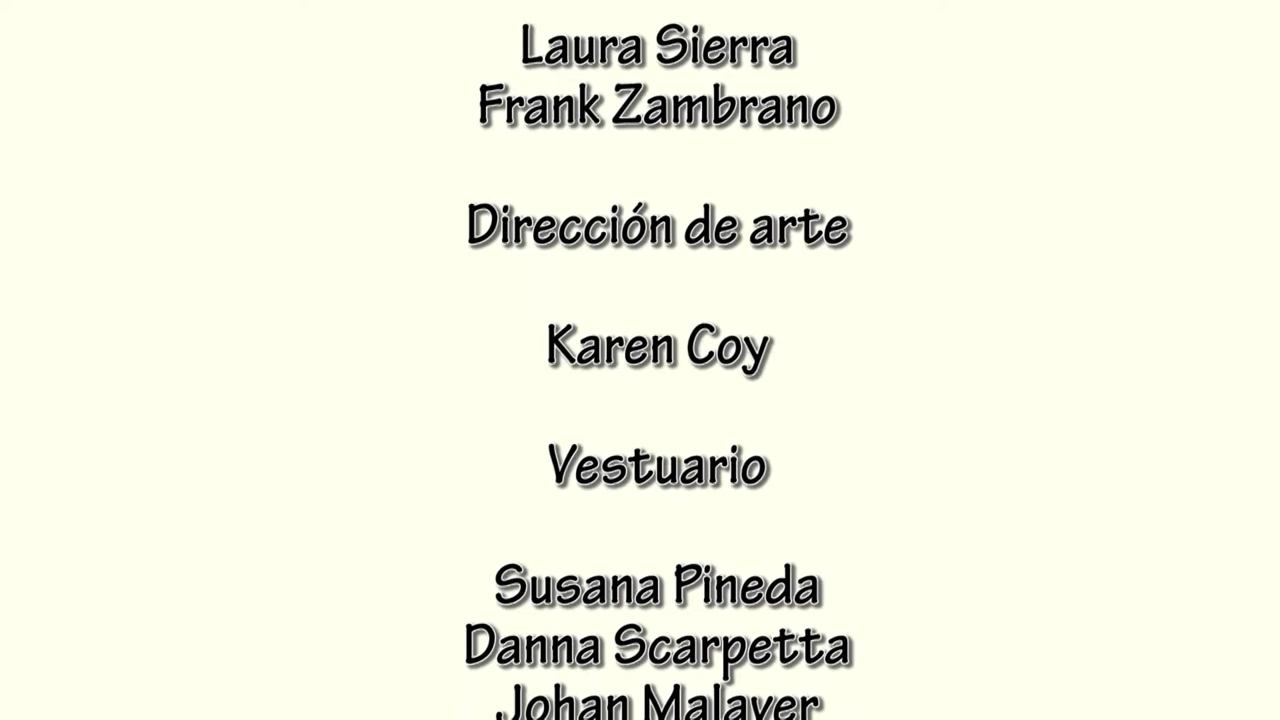 Laura Sierra
Frank Zambrano
Dirección de arte
Karen Coy
Vestuario
Susana Pineda
Danna Scarpetta
Johan Malaver